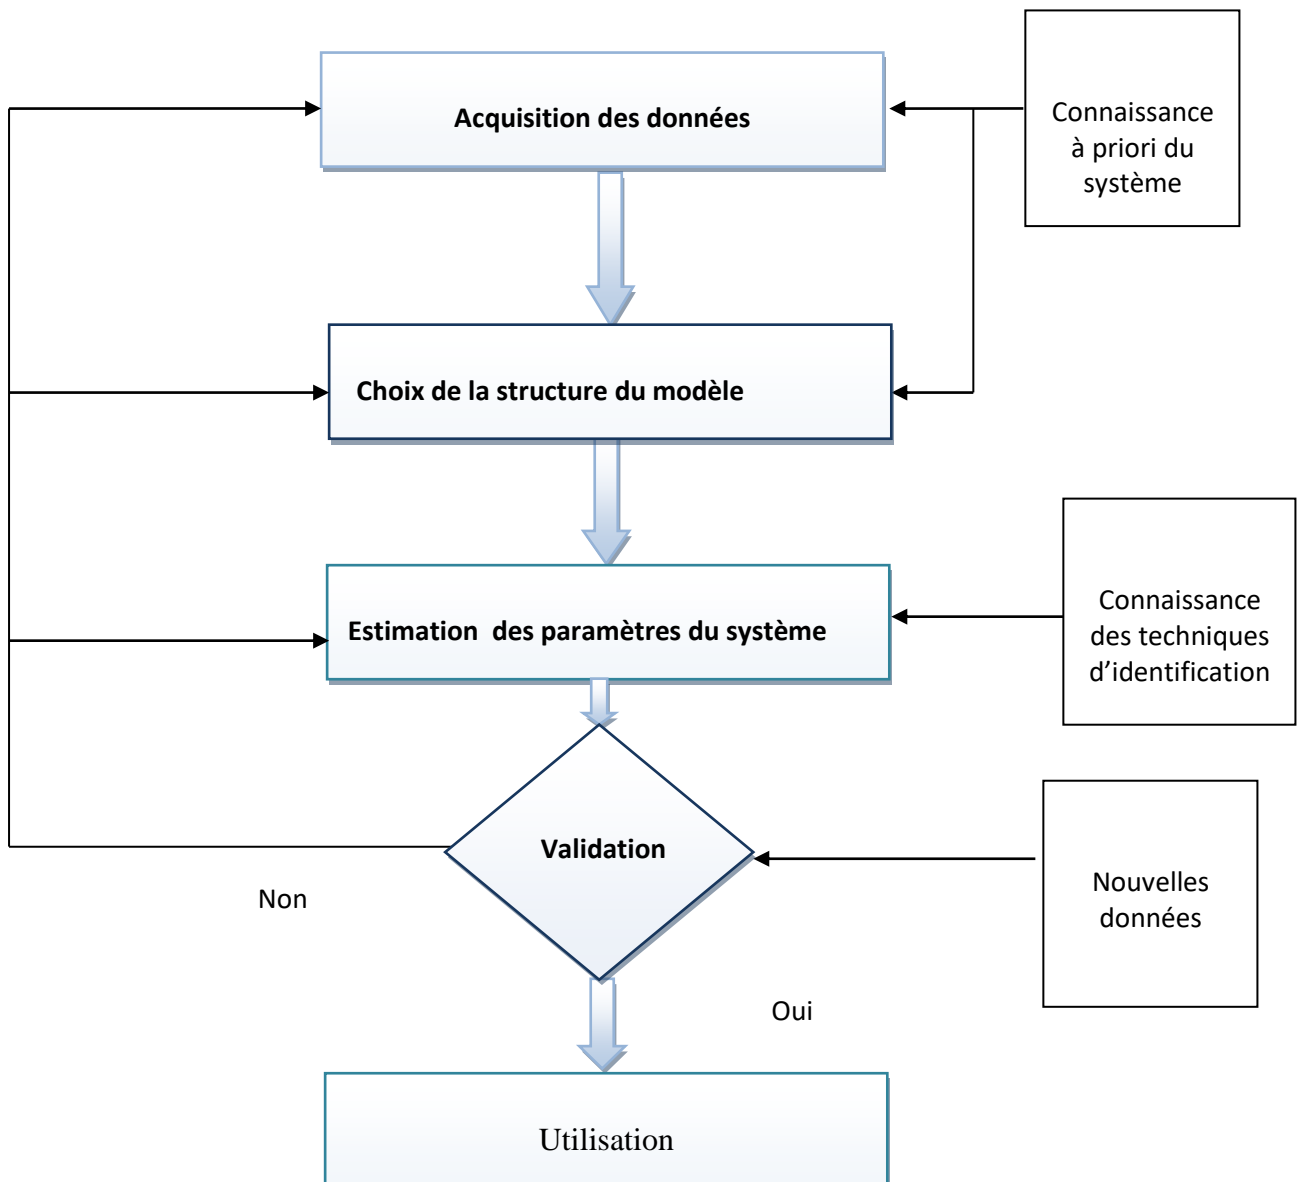 Acquisition des données
Connaissance
à priori du
système
Choix de la structure du modèle
Estimation  des paramètres du système
Connaissance
des techniques
d’identification
Validation
Nouvelles
données
Non
Oui
Utilisation